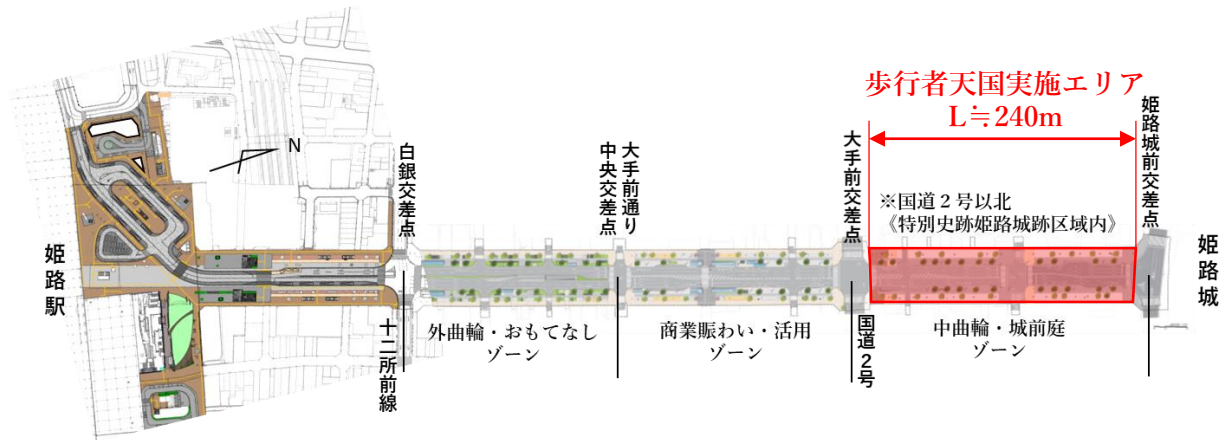 歩行者天国実施エリア
L≒240m
N
白銀交差点
大手前通り
中央交差点
大手前交差点
※国道２号以北
《特別史跡姫路城跡区域内》
姫路城前交差点
姫路駅
姫路城
十二所前線
外曲輪・おもてなし
ゾーン
商業賑わい・活用
ゾーン
国道２号
中曲輪・城前庭
ゾーン